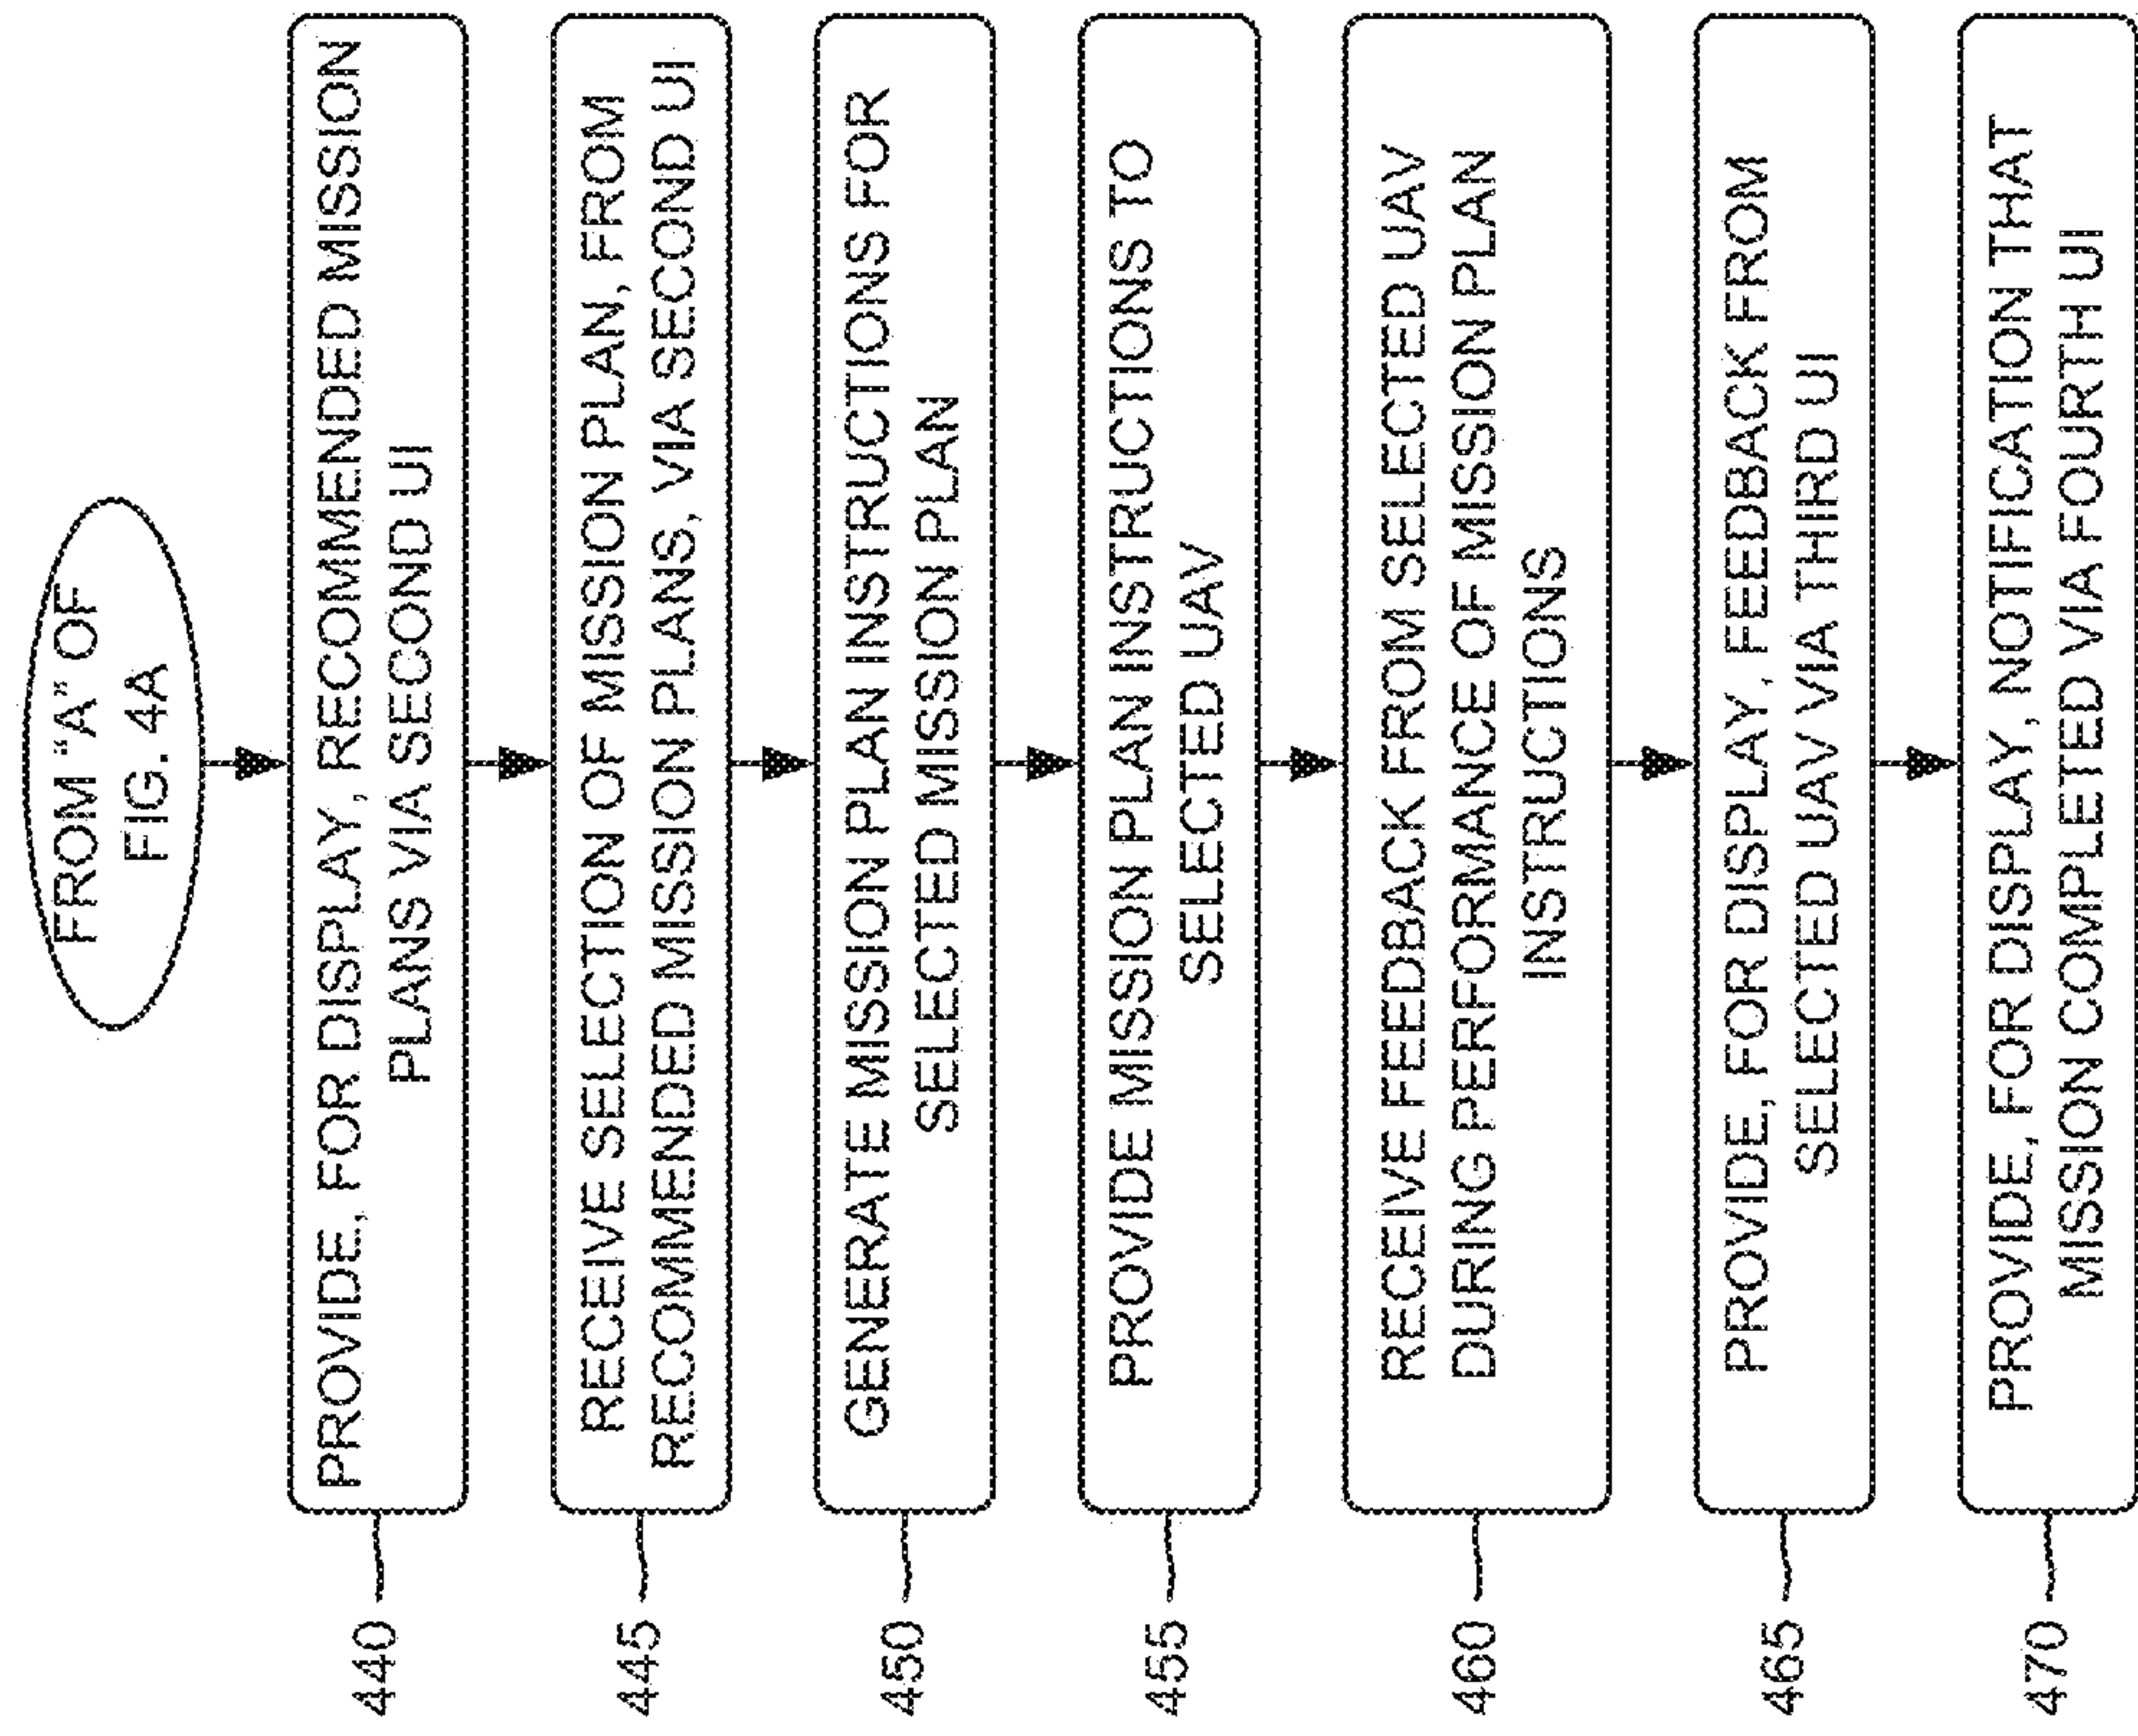 FROM "A" OF
FIG. 4A
440
PROVIDE, FOR DISPLAY, RECOMMENDED MISSION
PLANS VIA SECOND UI
445
RECEIVE SELECTION OF MISSION PLAN, FROM
RECOMMENDED MISSION PLANS, VIA SECOND UI
450
GENERATE MISSION PLAN INSTRUCTIONS FOR
SELECTED MISSION PLAN
455
PROVIDE MISSION PLAN INSTRUCTIONS TO
SELECTED UAV
460
RECEIVE FEEDBACK FROM SELECTED UAV
DURING PERFORMANCE OF MISSION PLAN
INSTRUCTIONS
465
PROVIDE, FOR DISPLAY, FEEDBACK FROM
SELECTED UAV VIA THIRD UI
470
PROVIDE, FOR DISPLAY, NOTIFICATION THAT
MISSION COMPLETED VIA FOURTH UI